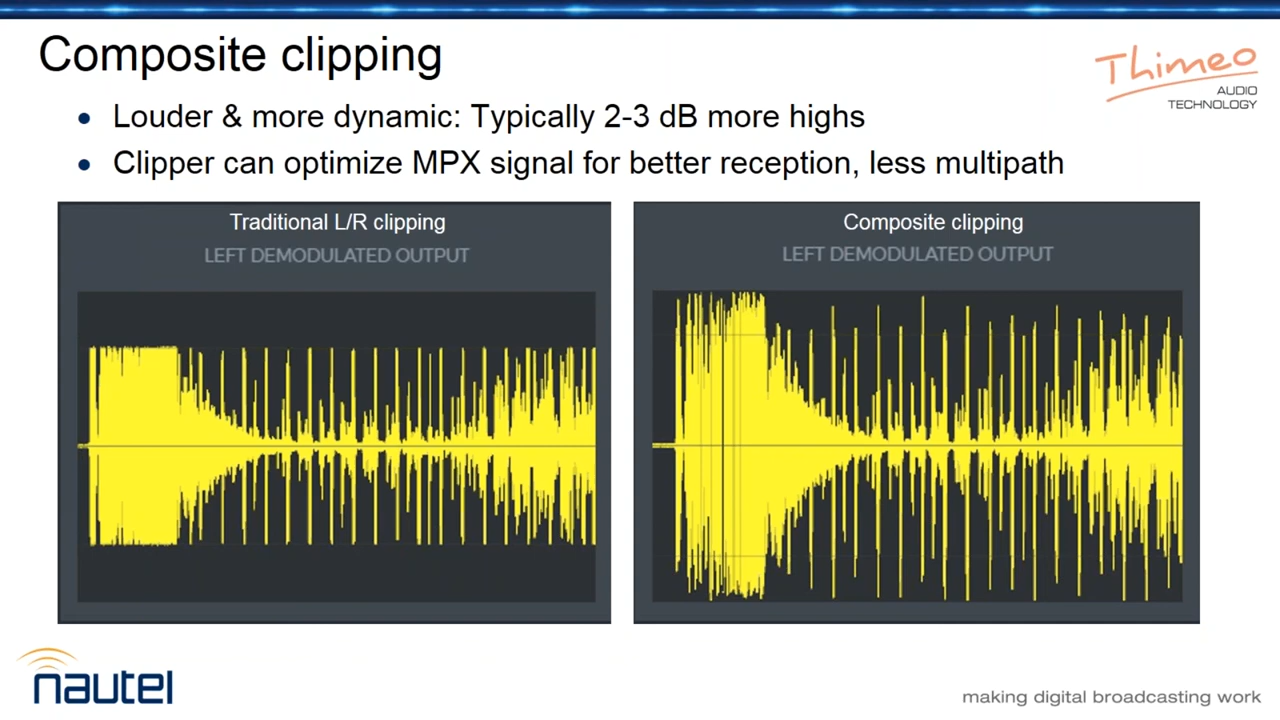 Composite clipping
Thimeo
AUDIO
TECHNOLOGY
• Louder & more dynamic: Typically 2-3 dB more highs
• Clipper can optimize MPX signal for better reception, less multipath
Traditional L/R clipping
LEFT DEMODULATED OUTPUT
Composite clipping
LEFT DEMODULATED OUTPUT
nautel
making digital broadcasting work